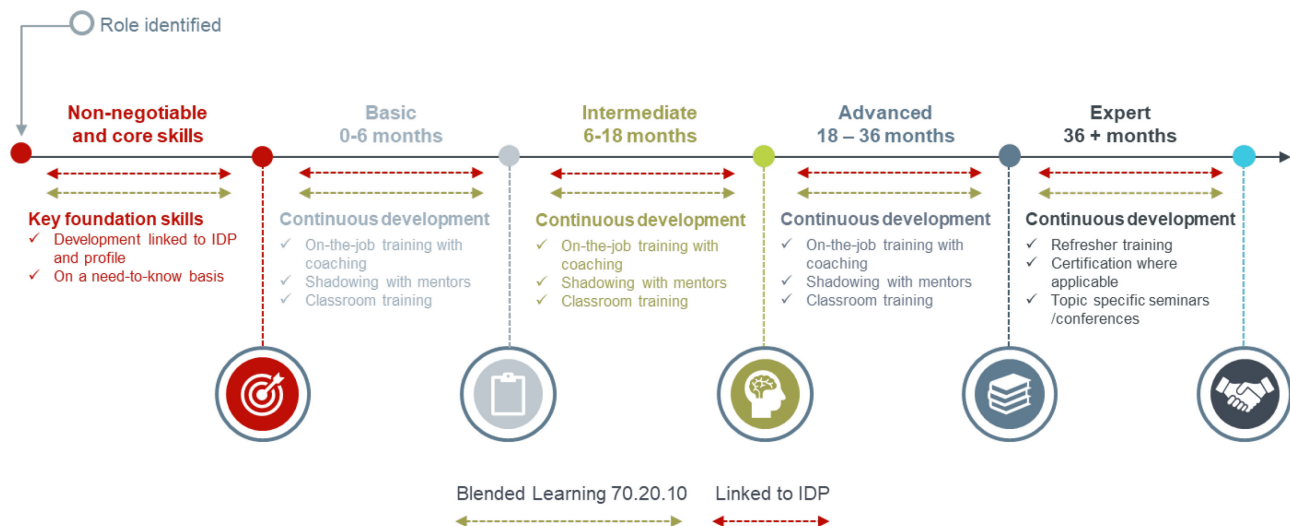 Role identified
Non-negotiable
and core skills
Basic
0-6 months
Intermediate
6-18 months
Advanced
18 – 36 months
Expert
36 + months
Key foundation skills
✓ Development linked to IDP
and profile
✓ On a need-to-know basis
Continuous development
✓ On-the-job training with
coaching
✓ Shadowing with mentors
✓ Classroom training
Continuous development
✓ On-the-job training with
coaching
✓ Shadowing with mentors
✓ Classroom training
Continuous development
✓ On-the-job training with
coaching
✓ Shadowing with mentors
✓ Classroom training
Continuous development
✓ Refresher training
✓ Certification where
applicable
✓ Topic specific seminars
/conferences
Blended Learning 70.20.10
Linked to IDP